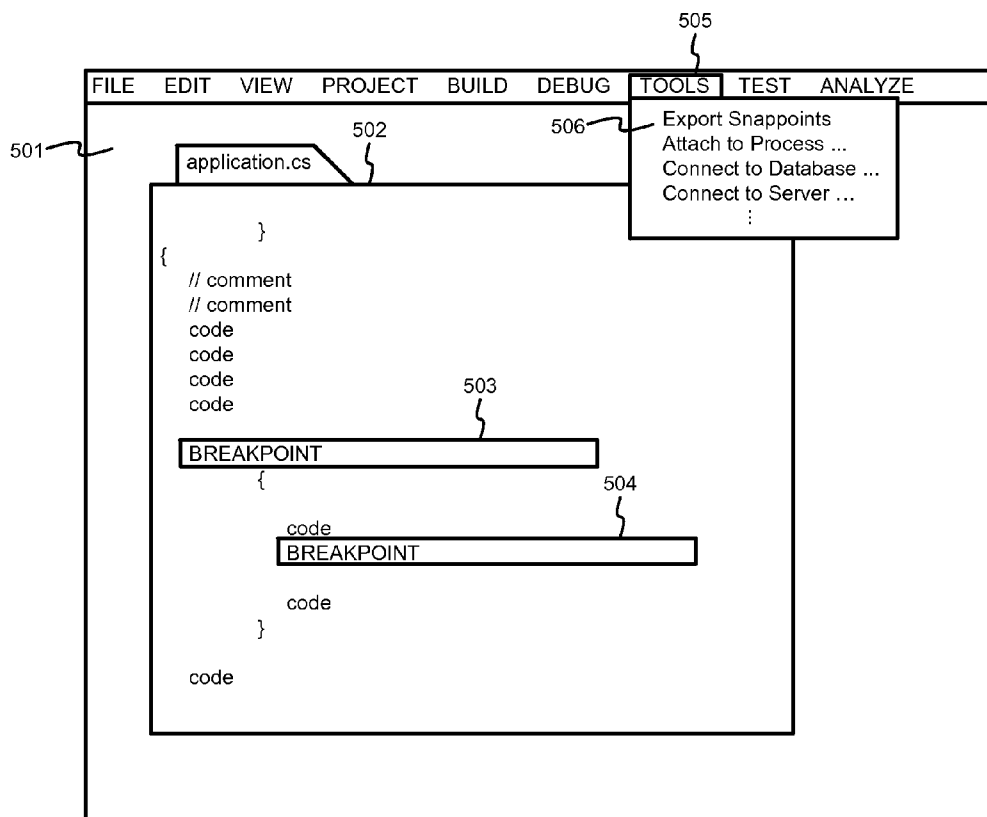 505
FILE EDIT VIEW PROJECT BUILD DEBUG TOOLS TEST ANALYZE
506 Export Snappoints
Attach to Process ...
Connect to Database ...
Connect to Server ...
⋮
501
502
application.cs
}
{
// comment
// comment
code
code
code
code
503
BREAKPOINT
{
504
code
BREAKPOINT
code
}
code